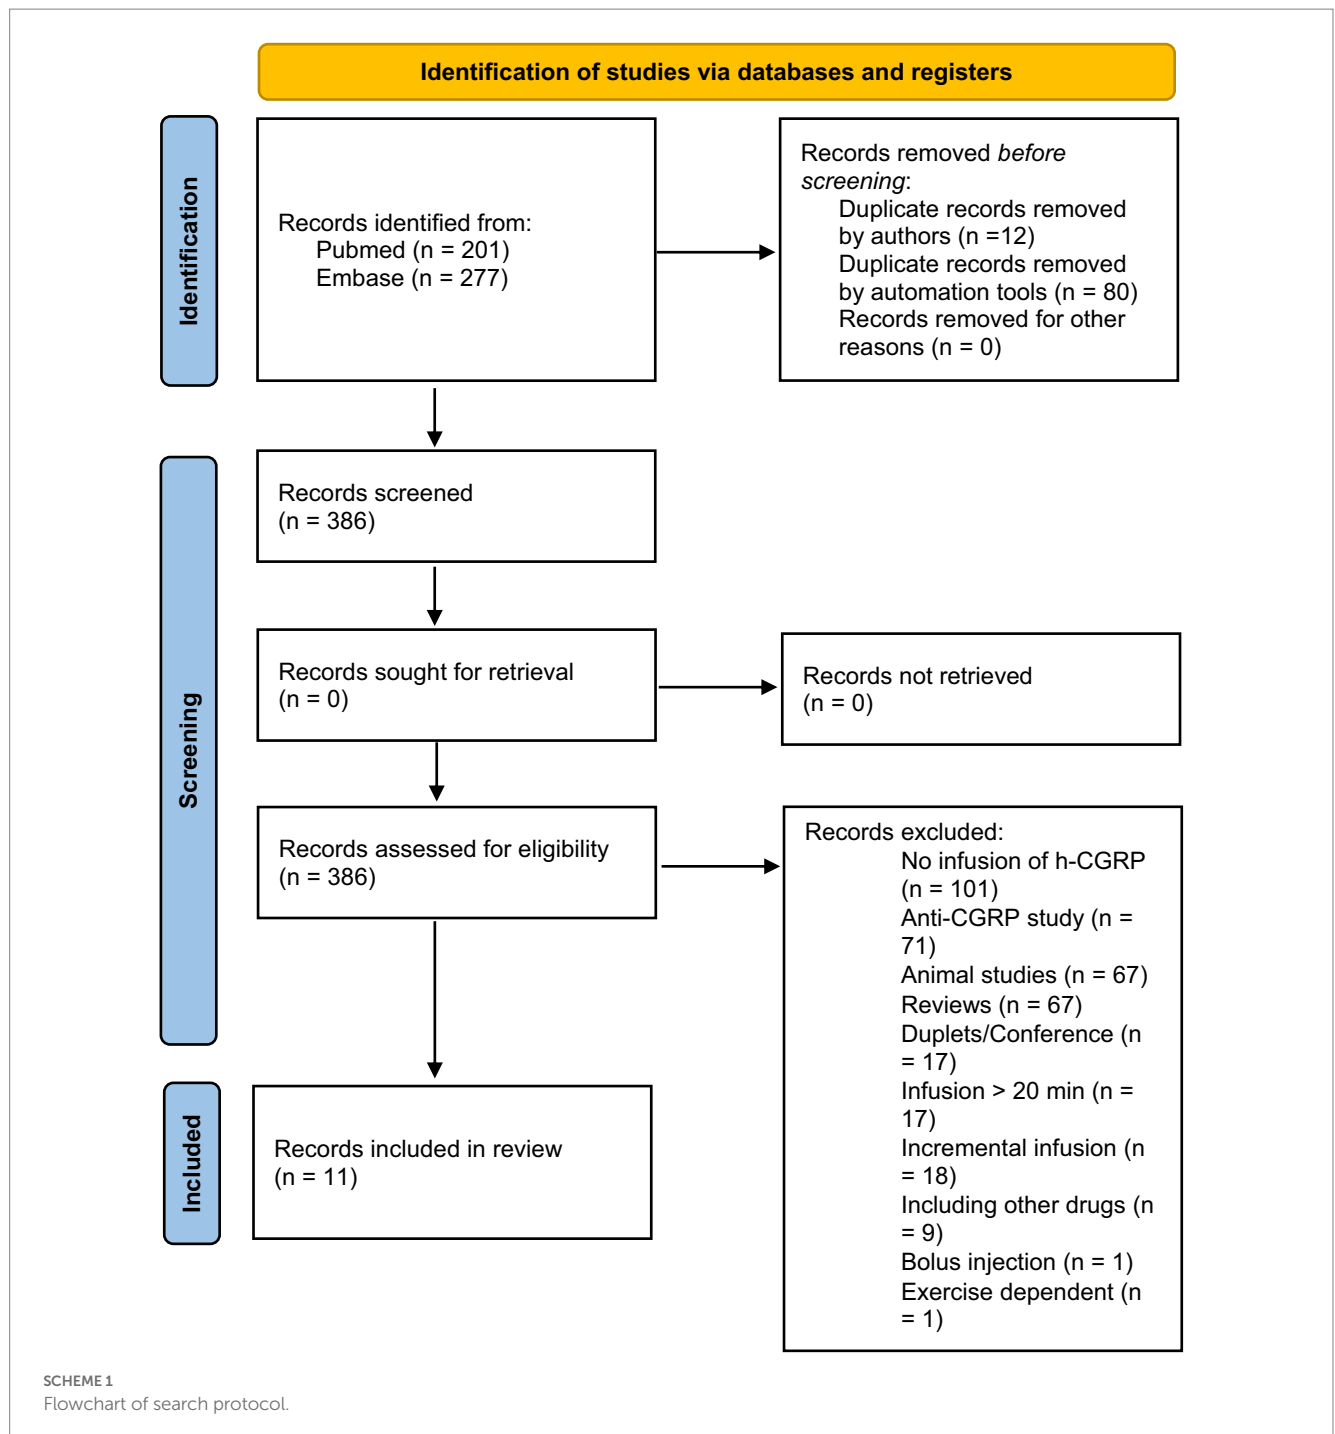 Identification of studies via databases and registers
Identification
Records identified from:
Pubmed (n = 201)
Embase (n = 277)
Records removed before
screening:
Duplicate records removed
by authors (n =12)
Duplicate records removed
by automation tools (n = 80)
Records removed for other
reasons (n = 0)
Screening
Records screened
(n = 386)
Records sought for retrieval
(n = 0)
Records not retrieved
(n = 0)
Records assessed for eligibility
(n = 386)
Records excluded:
No infusion of h-CGRP
(n = 101)
Anti-CGRP study (n =
71)
Animal studies (n = 67)
Reviews (n = 67)
Duplets/Conference (n
= 17)
Infusion > 20 min (n =
17)
Incremental infusion (n
= 18)
Including other drugs (n
= 9)
Bolus injection (n = 1)
Exercise dependent (n
= 1)
Included
Records included in review
(n = 11)
SCHEME 1
Flowchart of search protocol.